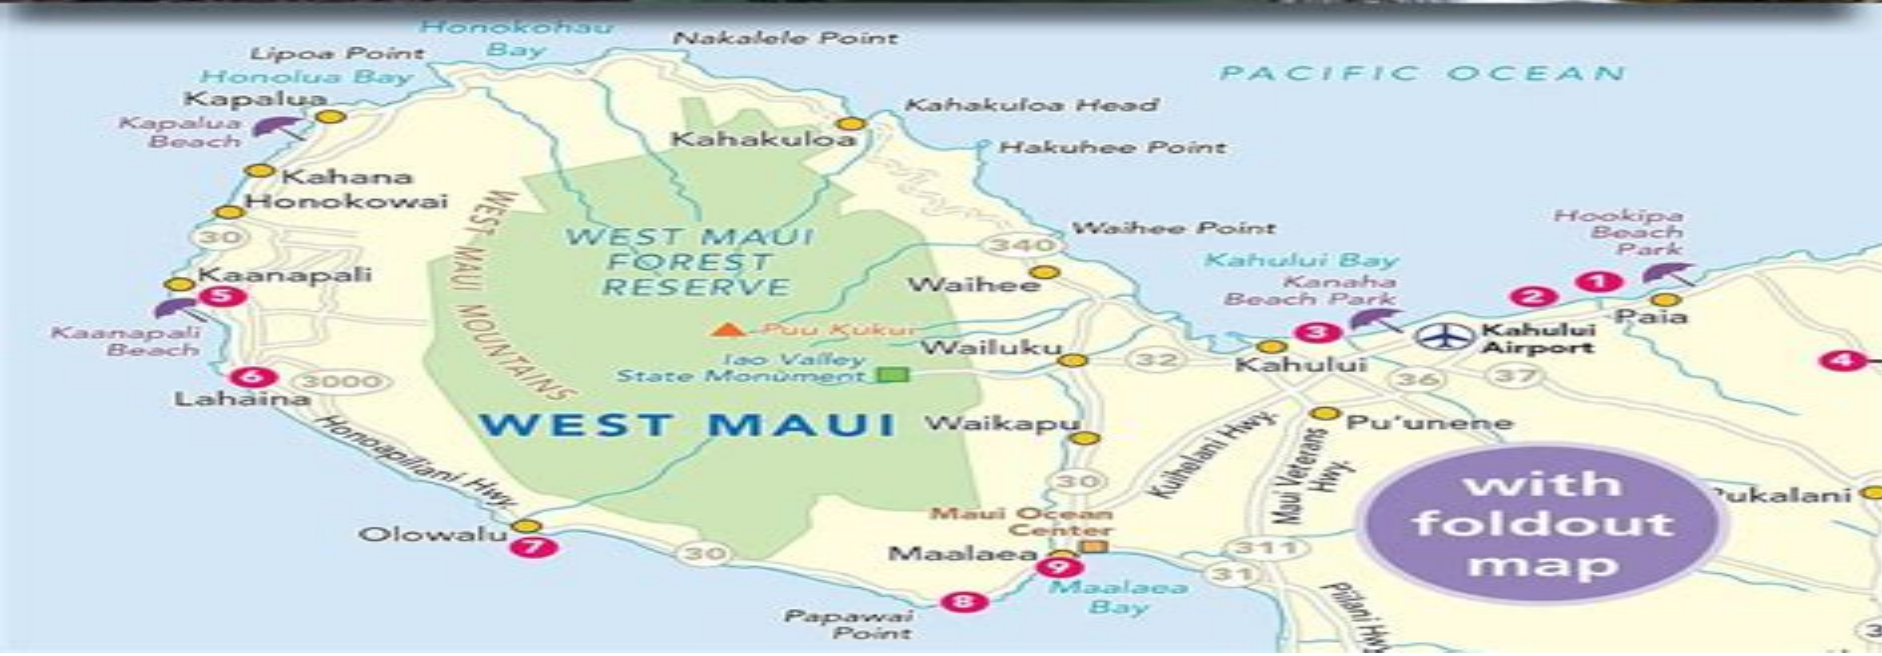 Honokohau
Bay
Nakalele Point
Lipoa Point
Honolua Bay
PACIFIC OCEAN
Kapalua
Kapalua
Beach
Kahakuloa Head
Kahakuloa
Hakuhee Point
Kahana
Honokowai
WEST MAUI MOUNTAINS
30
WEST MAUI
FOREST
RESERVE
340
Waihee Point
Hookipa
Beach
Park
Kaanapali
5
Waihee
Kahului Bay
Kanaha
Beach Park
2
1
Kaanapali
Beach
Puu Kukui
3
Kahului
Airport
Paia
Iao Valley
State Monument
Wailuku
32
Kahului
36
37
4
6
3000
Lahaina
WEST MAUI
Waikapu
Pu'unene
Honoapiilani Hwy.
Kuihelani Hwy.
Maui Veterans
Hwy.
30
with
foldout
map
Pukalani
Olowalu
7
30
Maui Ocean
Center
Maalaea
9
311
31
Maalaea
Bay
8
Papawai
Point
Piilani Hwy
3